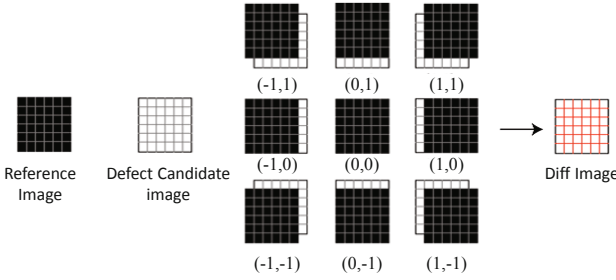 (-1,1) (0,1) (1,1)
(-1,0) (0,0) (1,0)
Reference
Image
Defect Candidate
image
Diff Image
(-1,-1) (0,-1) (1,-1)